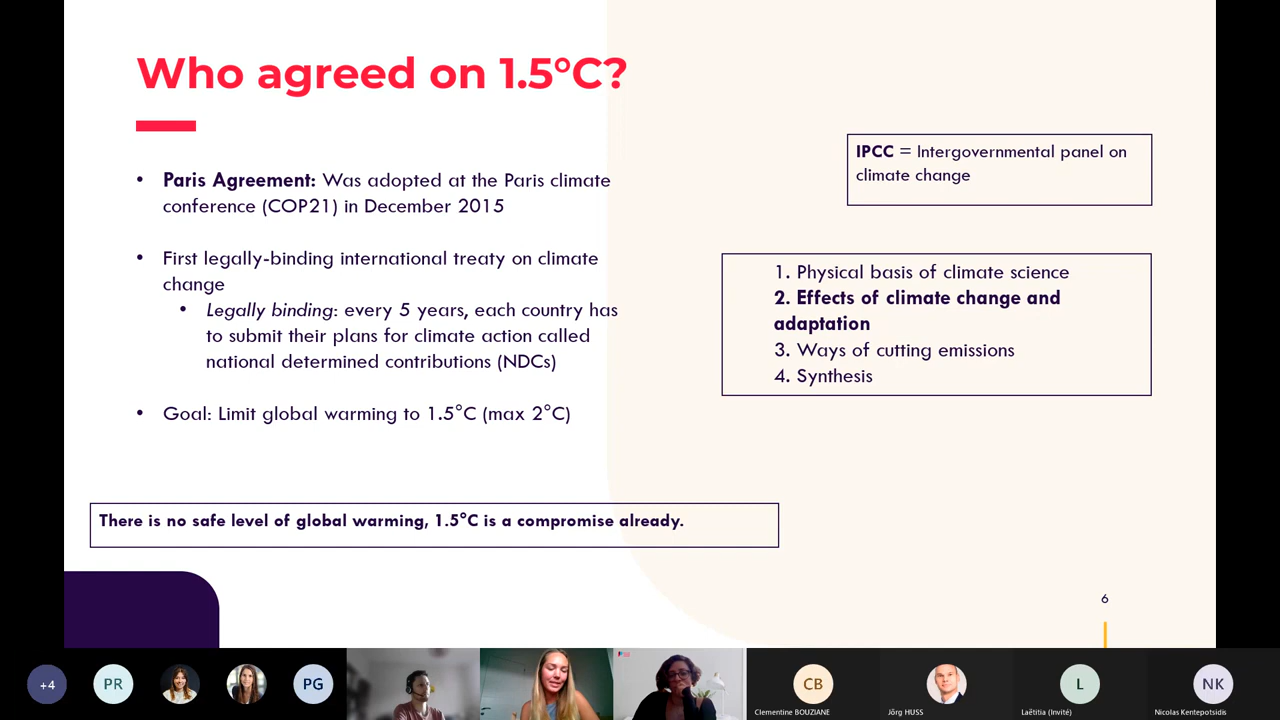 Who agreed on 1.5°C?
• Paris Agreement: Was adopted at the Paris climate
conference (COP21) in December 2015
• First legally-binding international treaty on climate
change
• Legally binding: every 5 years, each country has
to submit their plans for climate action called
national determined contributions (NDCs)
• Goal: Limit global warming to 1.5°C (max 2°C)
There is no safe level of global warming, 1.5°C is a compromise already.
IPCC = Intergovernmental panel on
climate change
1. Physical basis of climate science
2. Effects of climate change and
adaptation
3. Ways of cutting emissions
4. Synthesis
6
+4
PR
PG
CB
Clementine BOUZIANE
Jörg HUSS
L
Laëtitia (Invité)
NK
Nicolas Kentepotsidis